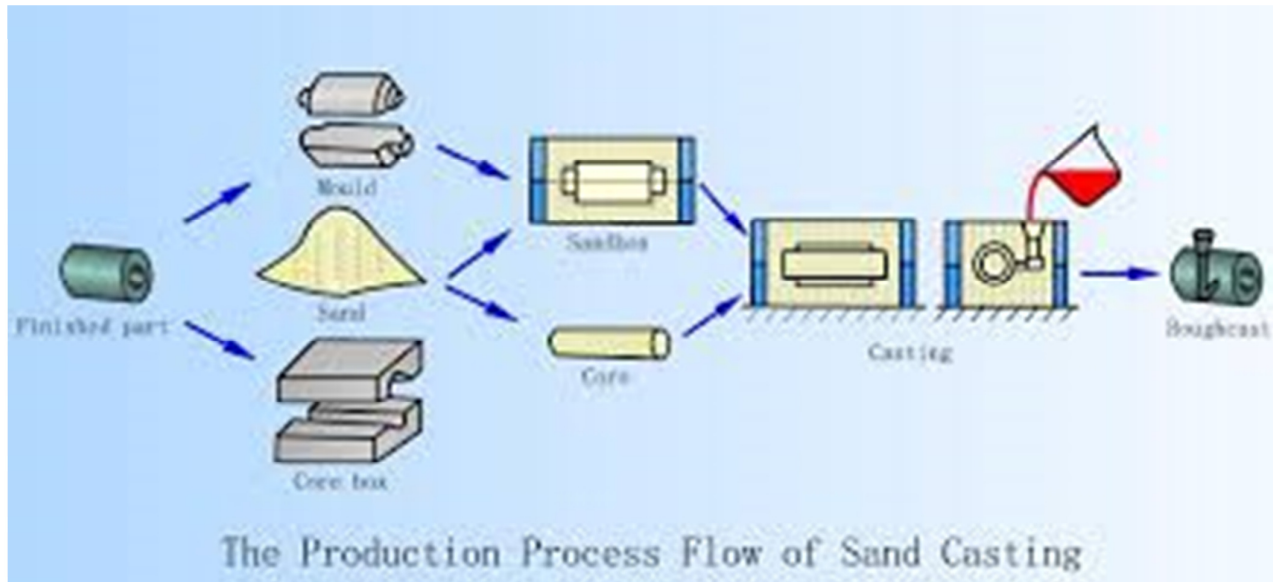 Finished part
Mould
Sand
Core box
Sandbox
Core
Casting
Roughcast
The Production Process Flow of Sand Casting